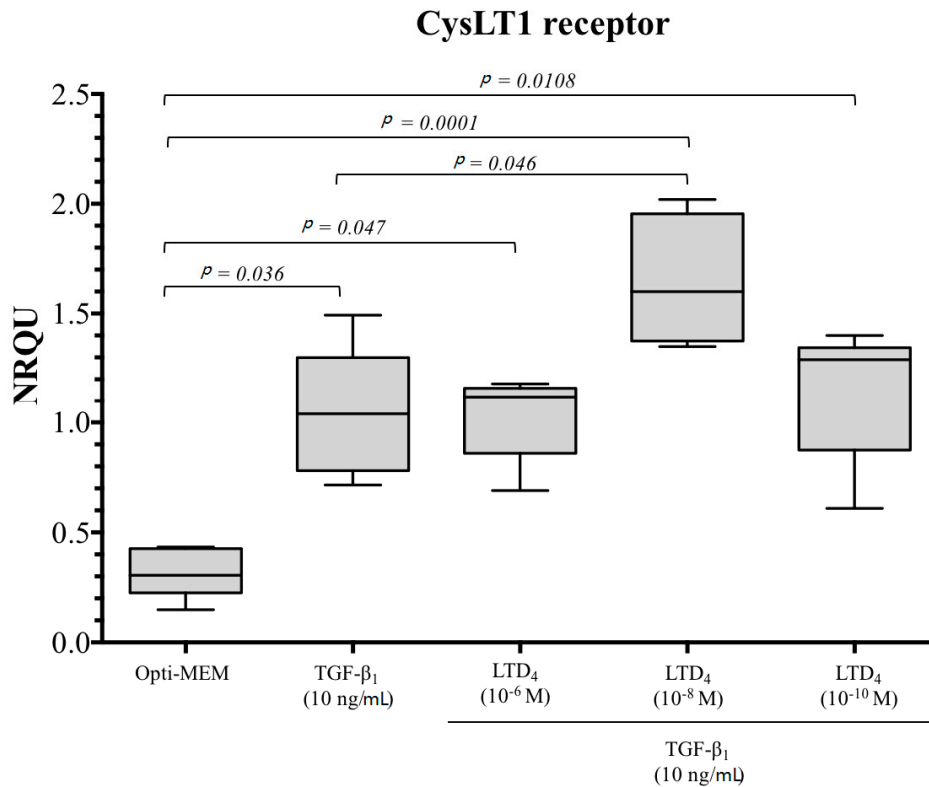 CysLT1 receptor
p = 0.0108
2.5
p = 0.0001
p = 0.046
2.0
p = 0.047
p = 0.036
1.5
NRQU
1.0
0.5
0.0
Opti-MEM
TGF-β₁
(10 ng/mL)
LTD₄
(10⁻⁶ M)
LTD₄
(10⁻⁸ M)
LTD₄
(10⁻¹⁰ M)
TGF-β₁
(10 ng/mL)